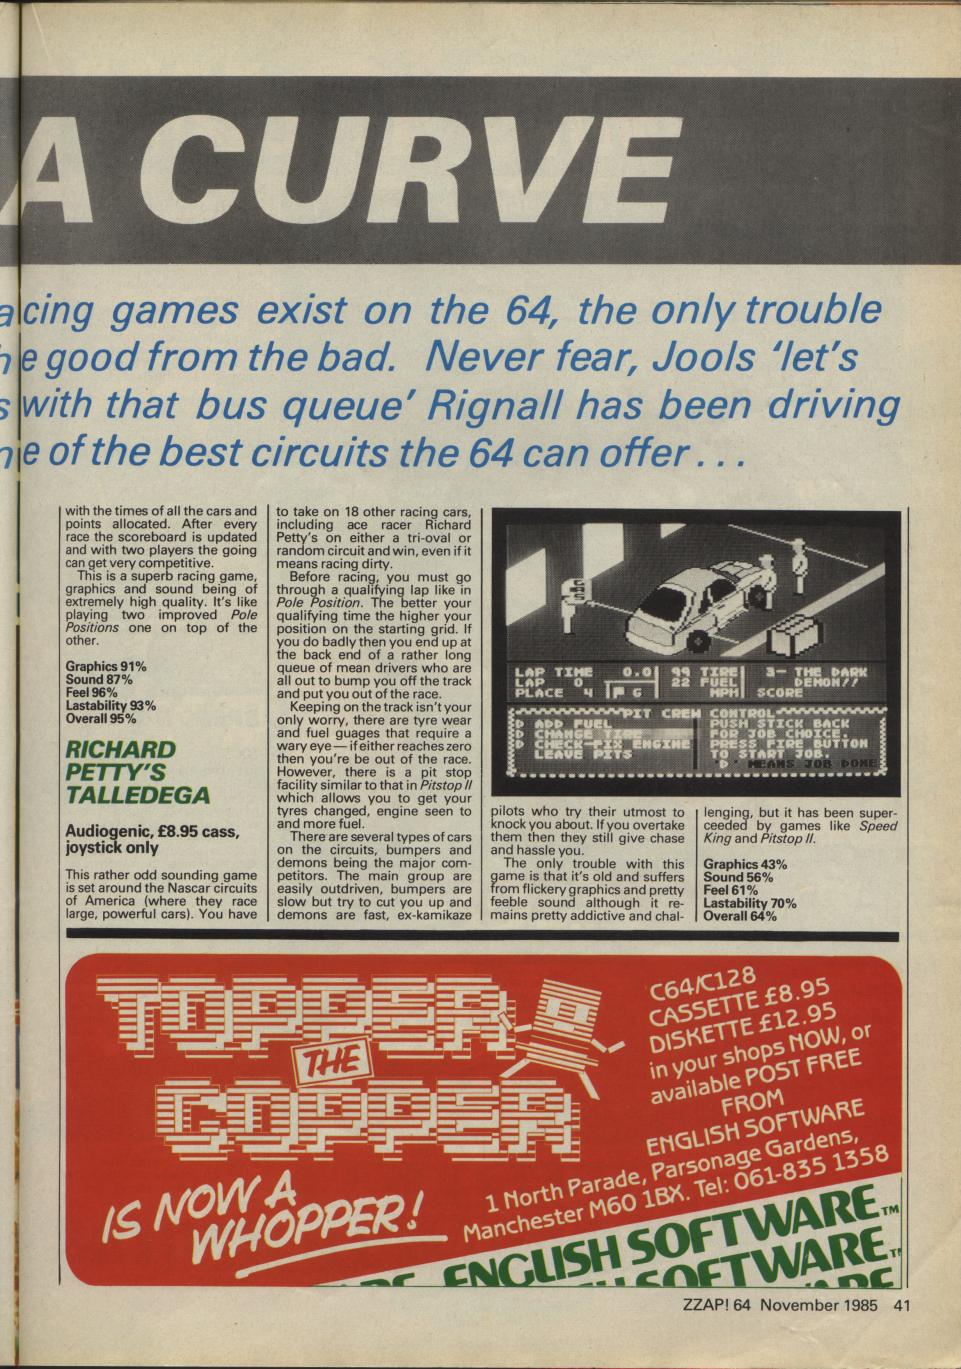 A CURVE
acing games exist on the 64, the only trouble
e good from the bad. Never fear, Jools ‘let’s
with that bus queue’ Rignall has been driving
e of the best circuits the 64 can offer . . .
with the times of all the cars and
points allocated. After every
race the scoreboard is updated
and with two players the going
can get very competitive.
This is a superb racing game,
graphics and sound being of
extremely high quality. It's like
playing two improved Pole
Positions one on top of the
other.
Graphics 91%
Sound 87%
Feel 96%
Lastability 93%
Overall 95%
RICHARD
PETTY'S
TALLEDEGA
Audiogenic, £8.95 cass,
joystick only
This rather odd sounding game
is set around the Nascar circuits
of America (where they race
large, powerful cars). You have
to take on 18 other racing cars,
including ace racer Richard
Petty's on either a tri-oval or
random circuit and win, even if it
means racing dirty.
Before racing, you must go
through a qualifying lap like in
Pole Position. The better your
qualifying time the higher your
position on the starting grid. If
you do badly then you end up at
the back end of a rather long
queue of mean drivers who are
all out to bump you off the track
and put you out of the race.
Keeping on the track isn't your
only worry, there are tyre wear
and fuel guages that require a
wary eye — if either reaches zero
then you're be out of the race.
However, there is a pit stop
facility similar to that in Pitstop II
which allows you to get your
tyres changed, engine seen to
and more fuel.
There are several types of cars
on the circuits, bumpers and
demons being the major com-
petitors. The main group are
easily outdriven, bumpers are
slow but try to cut you up and
demons are fast, ex-kamikaze
GAS
LAP TIME 0.0 99 TIRE 3- THE DARK
LAP 0 22 FUEL DEMON//
PLACE 4 G MPH SCORE
PIT CREW CONTROL
D ADD FUEL PUSH STICK BACK
D CHANGE TIRE FOR JOB CHOICE.
D CHECK-FIX ENGINE PRESS FIRE BUTTON
LEAVE PITS TO START JOB.
'D' MEANS JOB DONE
pilots who try their utmost to
knock you about. If you overtake
them then they still give chase
and hassle you.
The only trouble with this
game is that it's old and suffers
from flickery graphics and pretty
feeble sound although it re-
mains pretty addictive and chal-
lenging, but it has been super-
ceeded by games like Speed
King and Pitstop II.
Graphics 43%
Sound 56%
Feel 61%
Lastability 70%
Overall 64%
TOPPER
THE
COPPER
IS NOW A
WHOPPER!
C64/C128
CASSETTE £8.95
DISKETTE £12.95
in your shops NOW, or
available POST FREE
FROM
ENGLISH SOFTWARE
1 North Parade, Parsonage Gardens,
Manchester M60 1BX. Tel: 061-835 1358
ENGLISH SOFTWARE TM
SOFTWARE
ZZAP! 64 November 1985 41